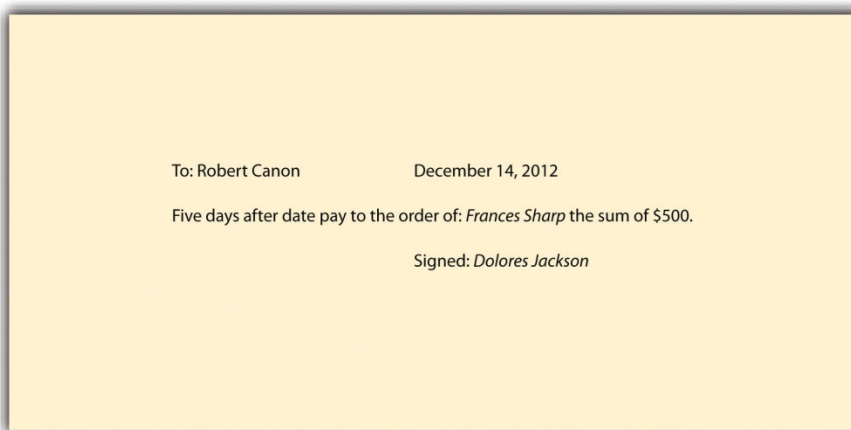 To: Robert Canon December 14, 2012
Five days after date pay to the order of: Frances Sharp the sum of $500.
Signed: Dolores Jackson